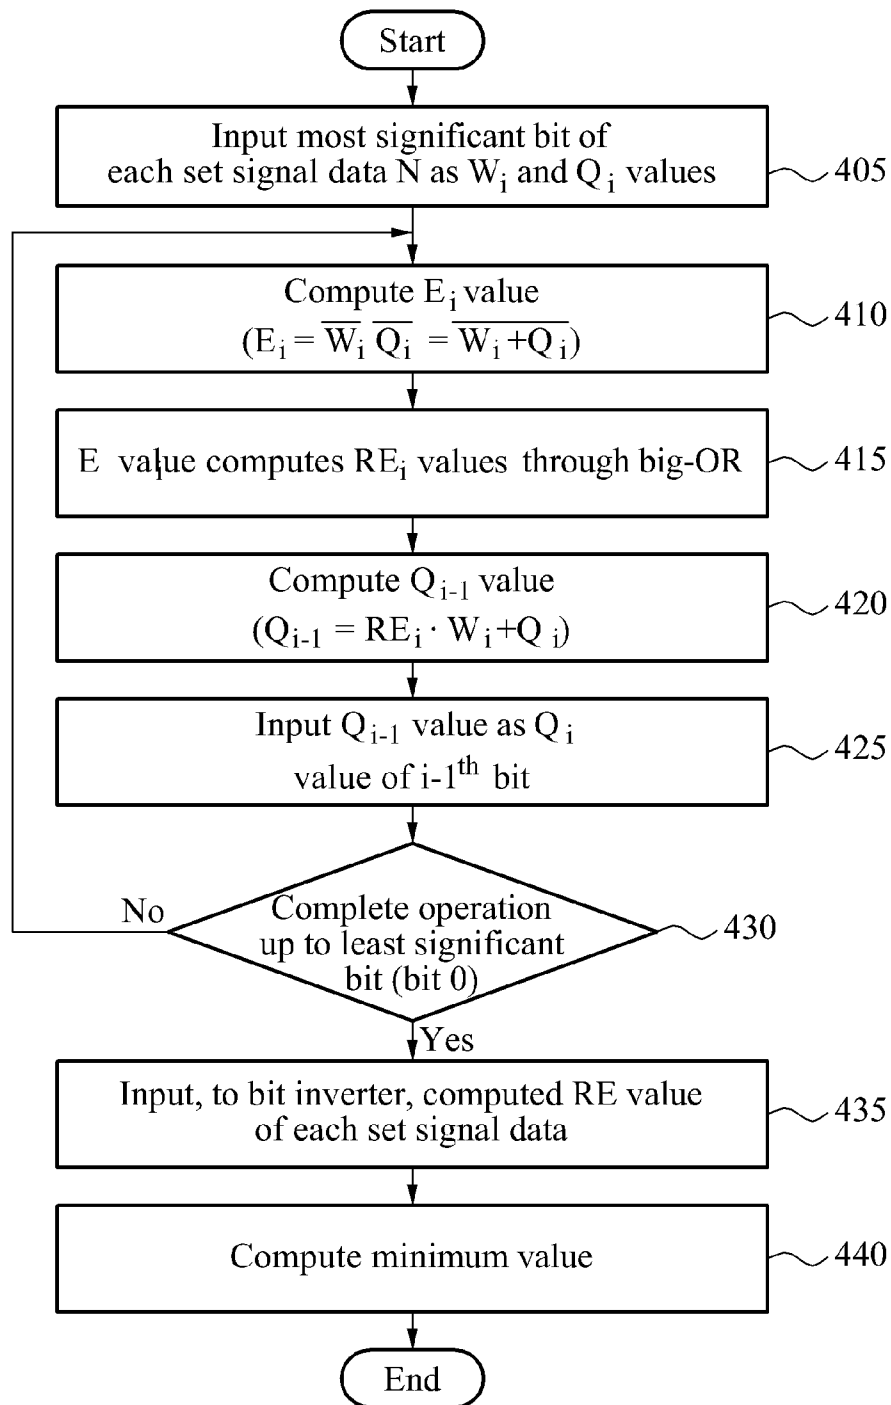 Start
Input most significant bit of
each set signal data N as Wᵢ and Qᵢ values
405
Compute Eᵢ value
(Eᵢ = W̅ᵢ Q̅ᵢ = \overline{Wᵢ+Qᵢ})
410
E valᵢue computes REᵢ values through big-OR
415
Compute Qᵢ₋₁ value
(Qᵢ₋₁ = REᵢ · Wᵢ+Qᵢ)
420
Input Qᵢ₋₁ value as Qᵢ
value of i-1ᵗʰ bit
425
No
Complete operation
up to least significant
bit (bit 0)
430
Yes
Input, to bit inverter, computed RE value
of each set signal data
435
Compute minimum value
440
End